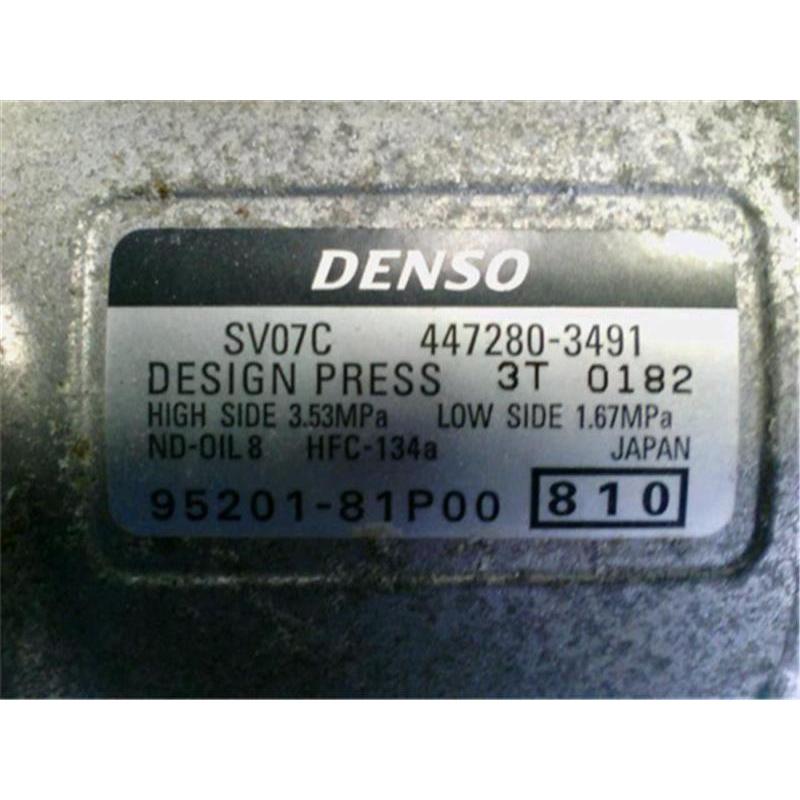 DENSO
SV07C 447280-3491
DESIGN PRESS 3T 0182
HIGH SIDE 3.53MPa LOW SIDE 1.67MPa
ND-OIL 8 HFC-134a JAPAN
95201-81P00 810